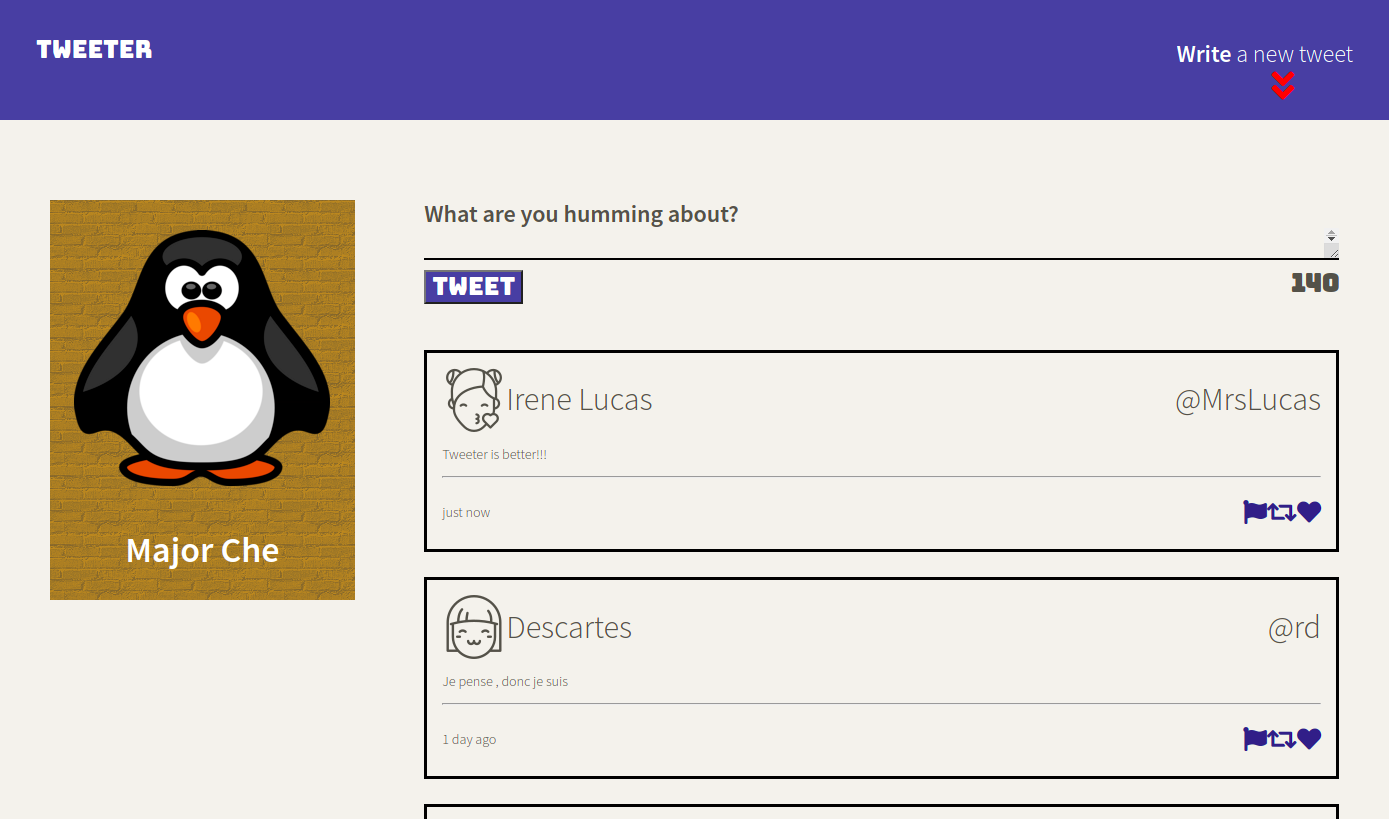 TWEETER
Write a new tweet
Major Che
What are you humming about?
TWEET
140
Irene Lucas
@MrsLucas
Tweeter is better!!!
just now
Descartes
@rd
Je pense , donc je suis
1 day ago